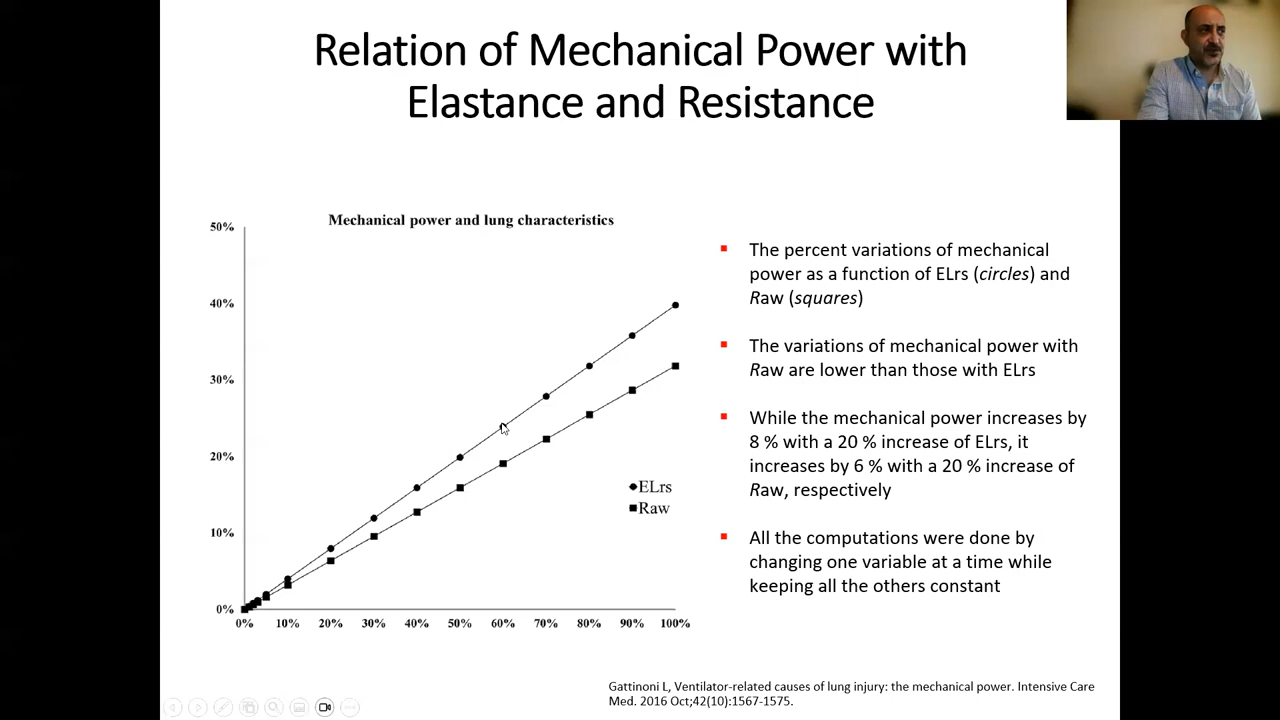 Relation of Mechanical Power with
Elastance and Resistance
Mechanical power and lung characteristics
50%
40%
30%
20%
10%
0%
0% 10% 20% 30% 40% 50% 60% 70% 80% 90% 100%
ELrs
Raw
The percent variations of mechanical
power as a function of ELrs (circles) and
Raw (squares)
The variations of mechanical power with
Raw are lower than those with ELrs
While the mechanical power increases by
8 % with a 20 % increase of ELrs, it
increases by 6 % with a 20 % increase of
Raw, respectively
All the computations were done by
changing one variable at a time while
keeping all the others constant
Gattinoni L, Ventilator-related causes of lung injury: the mechanical power. Intensive Care
Med. 2016 Oct;42(10):1567-1575.